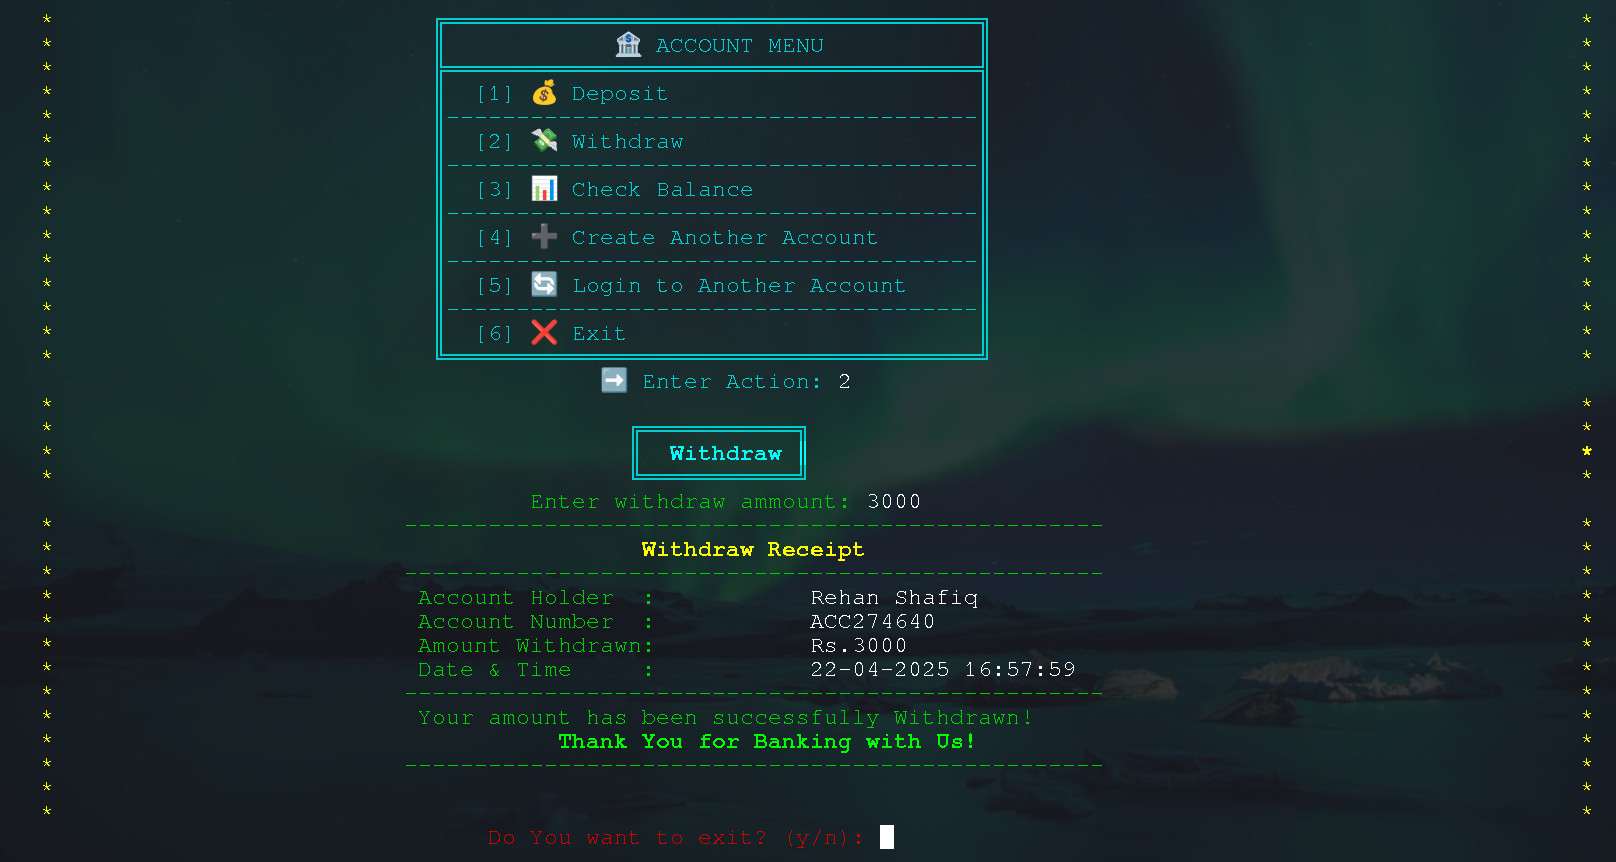 🏦 ACCOUNT MENU
[1] 💰 Deposit
[2] 💸 Withdraw
[3] 📊 Check Balance
[4] ➕ Create Another Account
[5] 🔄 Login to Another Account
[6] ❌ Exit
➡️ Enter Action: 2
Withdraw
Enter withdraw ammount: 3000
Withdraw Receipt
Account Holder : Rehan Shafiq
Account Number : ACC274640
Amount Withdrawn: Rs.3000
Date & Time : 22-04-2025 16:57:59
Your amount has been successfully Withdrawn!
Thank You for Banking with Us!
Do You want to exit? (y/n):